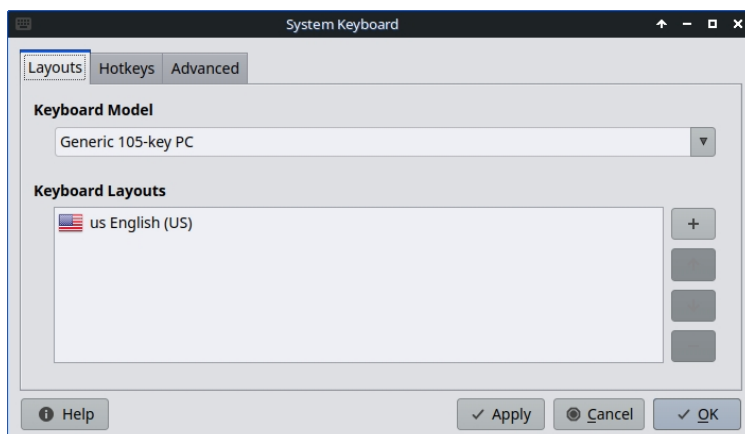 System Keyboard
Layouts Hotkeys Advanced
Keyboard Model
Generic 105-key PC
Keyboard Layouts
us English (US)
Help Apply Cancel OK